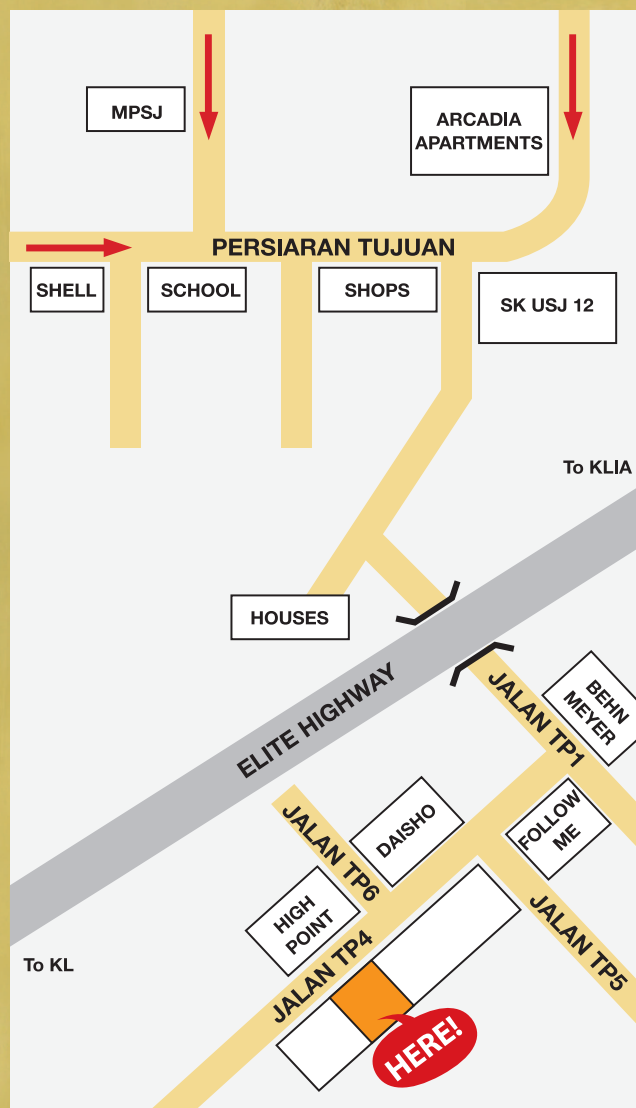 MPSJ
ARCADIA
APARTMENTS
PERSIARAN TUJUAN
SHELL
SCHOOL
SHOPS
SK USJ 12
To KLIA
HOUSES
ELITE HIGHWAY
JALAN TP1
BEHN
MEYER
JALAN TP6
DAISHO
FOLLOW
ME
HIGH
POINT
JALAN TP4
JALAN TP5
To KL
HERE!